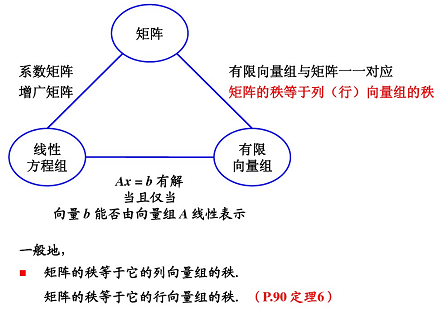 矩阵
系数矩阵
增广矩阵
有限向量组与矩阵一一对应
矩阵的秩等于列（行）向量组的秩
线性
方程组
有限
向量组
Ax = b 有解
当且仅当
向量 b 能否由向量组 A 线性表示
一般地，
矩阵的秩等于它的列向量组的秩.
矩阵的秩等于它的行向量组的秩. （P.90 定理6）